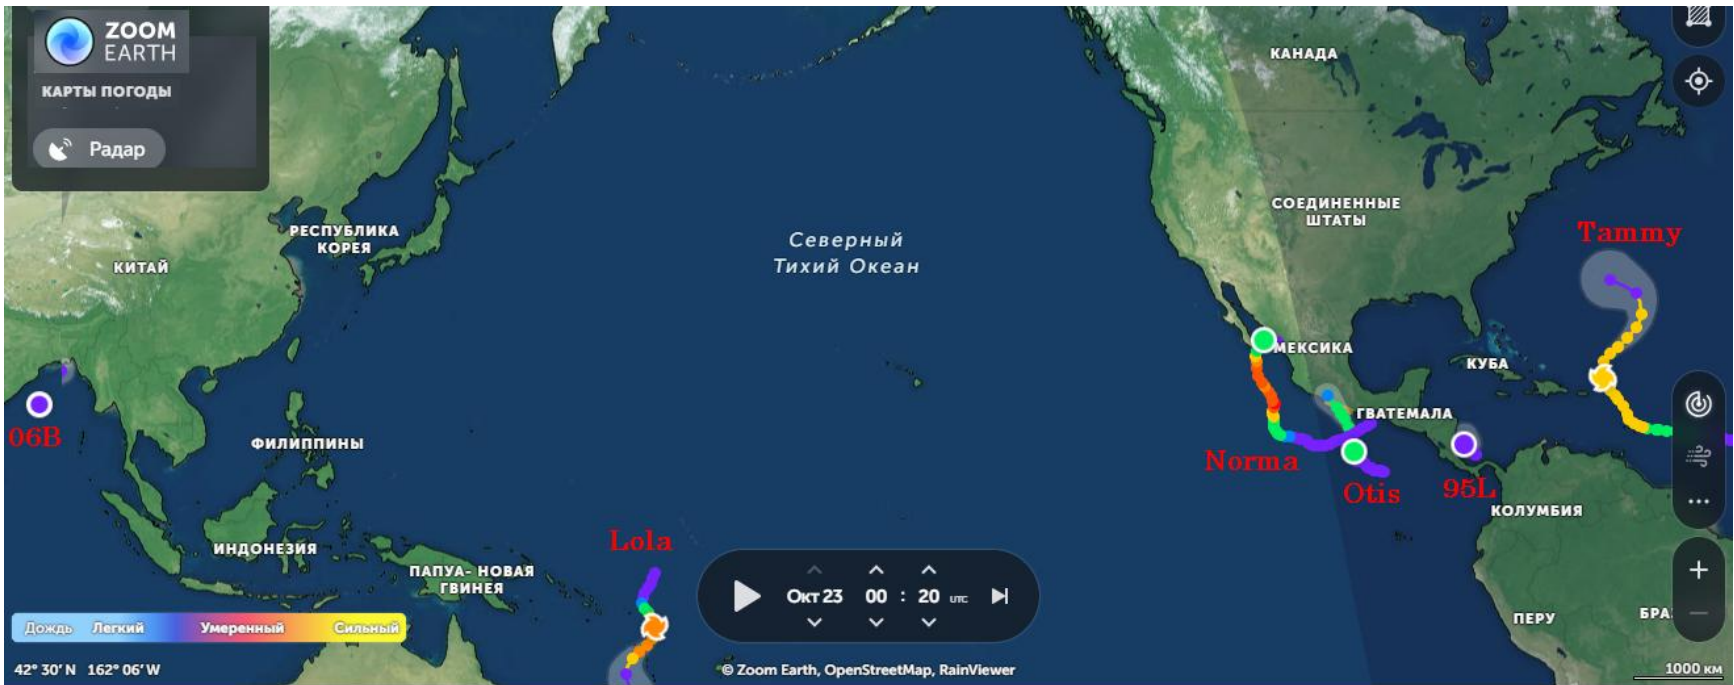 ZOOM
EARTH
КАРТЫ ПОГОДЫ
Радар
КАНАДА
СОЕДИНЕННЫЕ
ШТАТЫ
Tammy
РЕСПУБЛИКА
КОРЕЯ
КИТАЙ
Северный
Тихий Океан
МЕКСИКА
КУБА
06B
ФИЛИППИНЫ
ГВАТЕМАЛА
Norma
Otis
95L
КОЛУМБИЯ
Lola
ИНДОНЕЗИЯ
ПАПУА- НОВАЯ
ГВИНЕЯ
Окт 23 00 : 20 UTC
ПЕРУ
БРА
Дождь Легкий Умеренный Сильный
42° 30′ N 162° 06′ W
© Zoom Earth, OpenStreetMap, RainViewer
1000 км